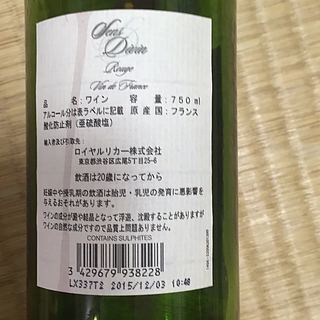 Sens
Dévin
Rouge
Vin de France
品 名:ワイン 容 量:750ml
アルコール分は表ラベルに記載 原 産 国:フランス
酸化防止剤(亜硫酸塩)
輸入者及び引取先:
ロイヤルリカー株式会社
東京都渋谷区広尾5丁目25-6
飲酒は20歳になってから
妊娠中や授乳期の飲酒は胎児・乳児の発育に悪影響を
与えるおそれがあります。
ワインの成分が澱や結晶として浮遊、沈殿することがありますが
ワインの自然な成分ですので品質上問題ありません。
CONTAINS SULPHITES
3 429679 938228
LX337T2 2015/12/03 10:48